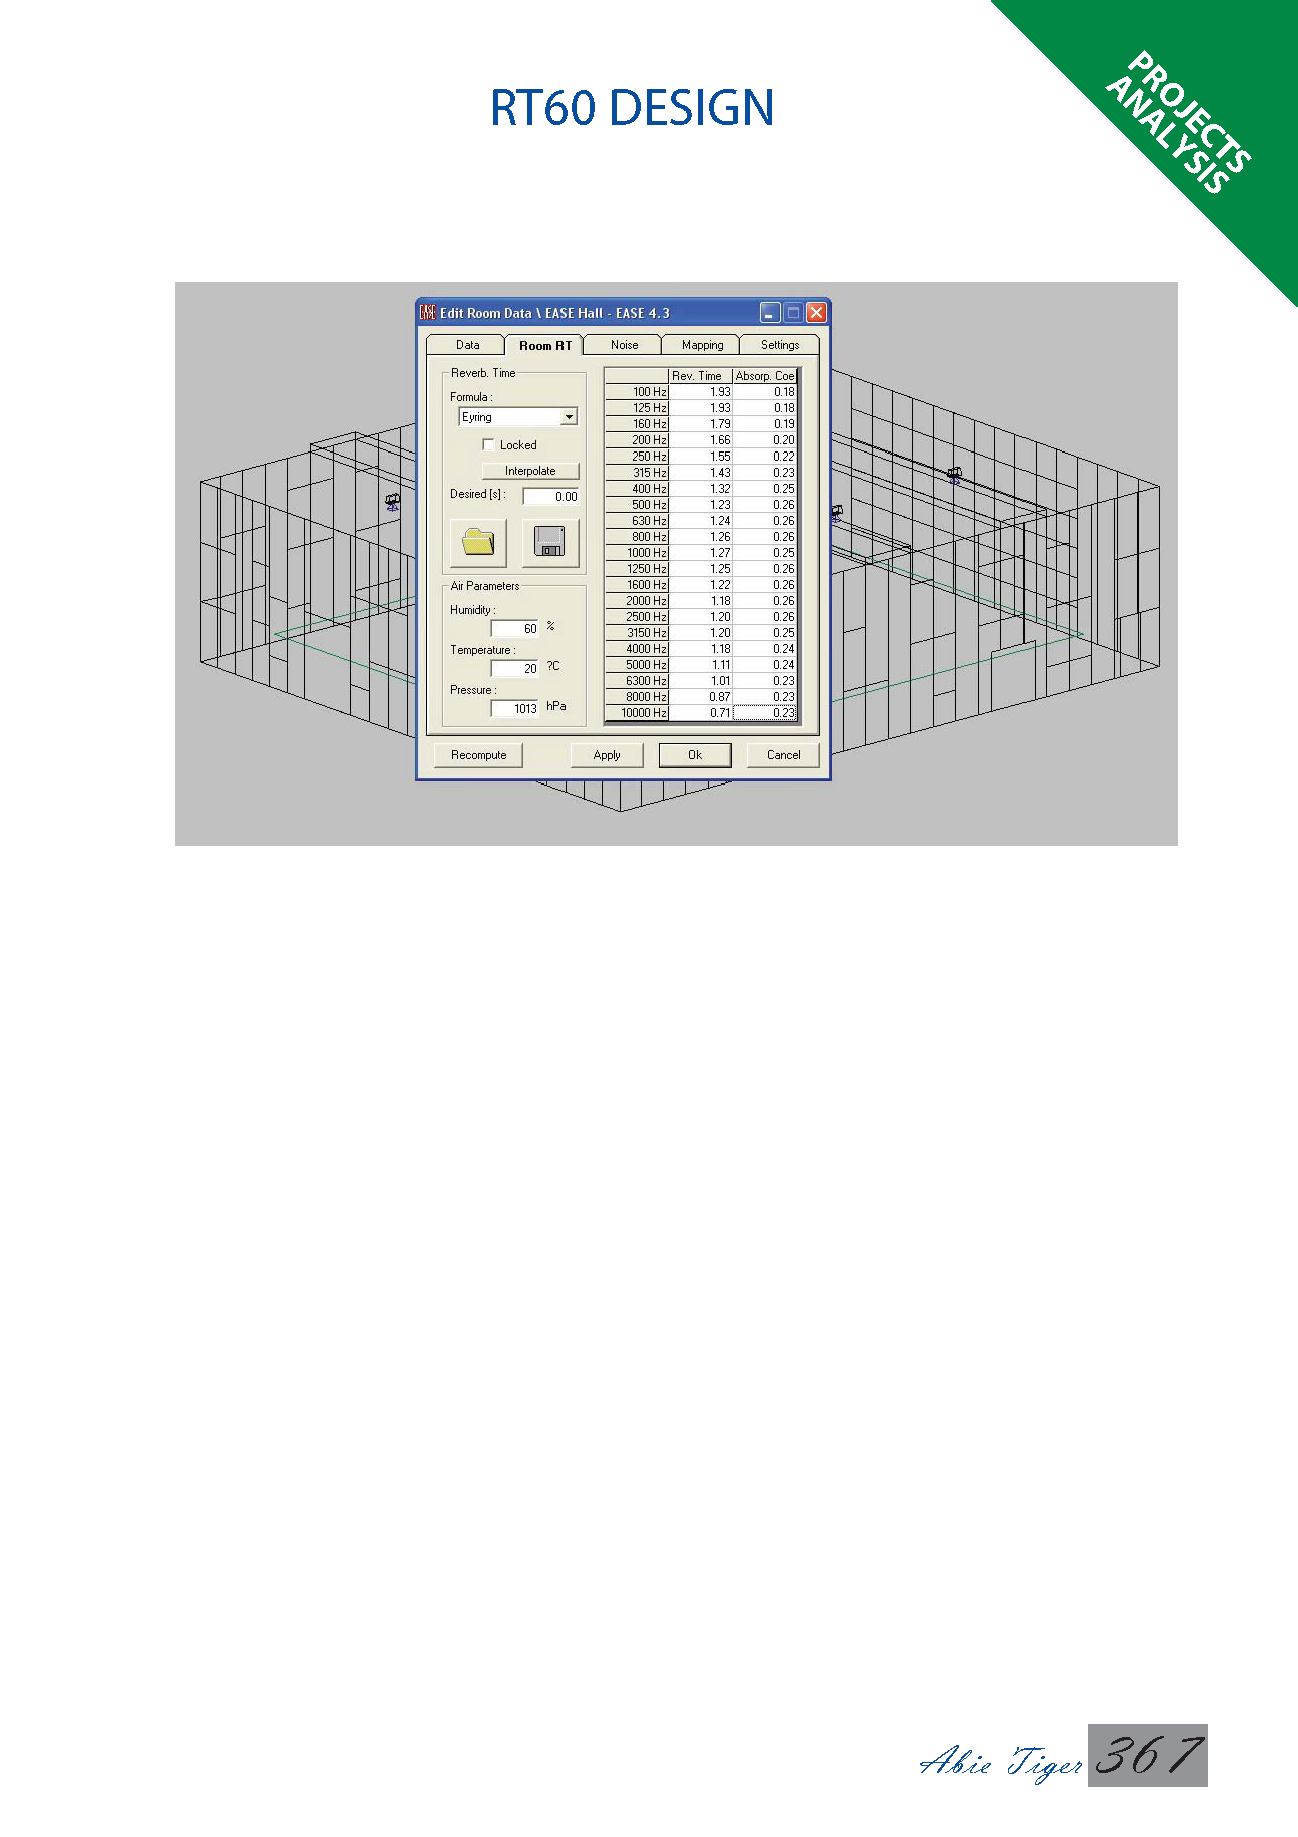 PROJECTS
ANALYSIS
RT60 DESIGN
EASE Edit Room Data \ EASE Hall - EASE 4.3
Data Room RT Noise Mapping Settings
Reverb. Time
Formula :
Eyring
Locked
Interpolate
Desired [s] : 0.00
Air Parameters
Humidity :
60 %
Temperature :
20 ?C
Pressure :
1013 hPa
Rev. Time Absorp. Coe
100 Hz 1.93 0.18
125 Hz 1.93 0.18
160 Hz 1.79 0.19
200 Hz 1.66 0.20
250 Hz 1.55 0.22
315 Hz 1.43 0.23
400 Hz 1.32 0.25
500 Hz 1.23 0.26
630 Hz 1.24 0.26
800 Hz 1.26 0.26
1000 Hz 1.27 0.25
1250 Hz 1.25 0.26
1600 Hz 1.22 0.26
2000 Hz 1.18 0.26
2500 Hz 1.20 0.26
3150 Hz 1.20 0.25
4000 Hz 1.18 0.24
5000 Hz 1.11 0.24
6300 Hz 1.01 0.23
8000 Hz 0.87 0.23
10000 Hz 0.71 0.23
Recompute Apply Ok Cancel
Abie Tiger 367